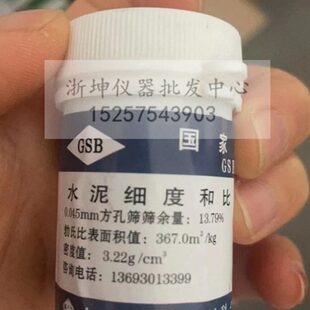 浙坤仪器批发中心
15257543903
GSB
国家
GSB
水泥细度和比
0.045mm方孔筛筛余量：13.79%
勃氏比表面积值：367.0m²/kg
密度值：3.22g/cm³
咨询电话：13693013399